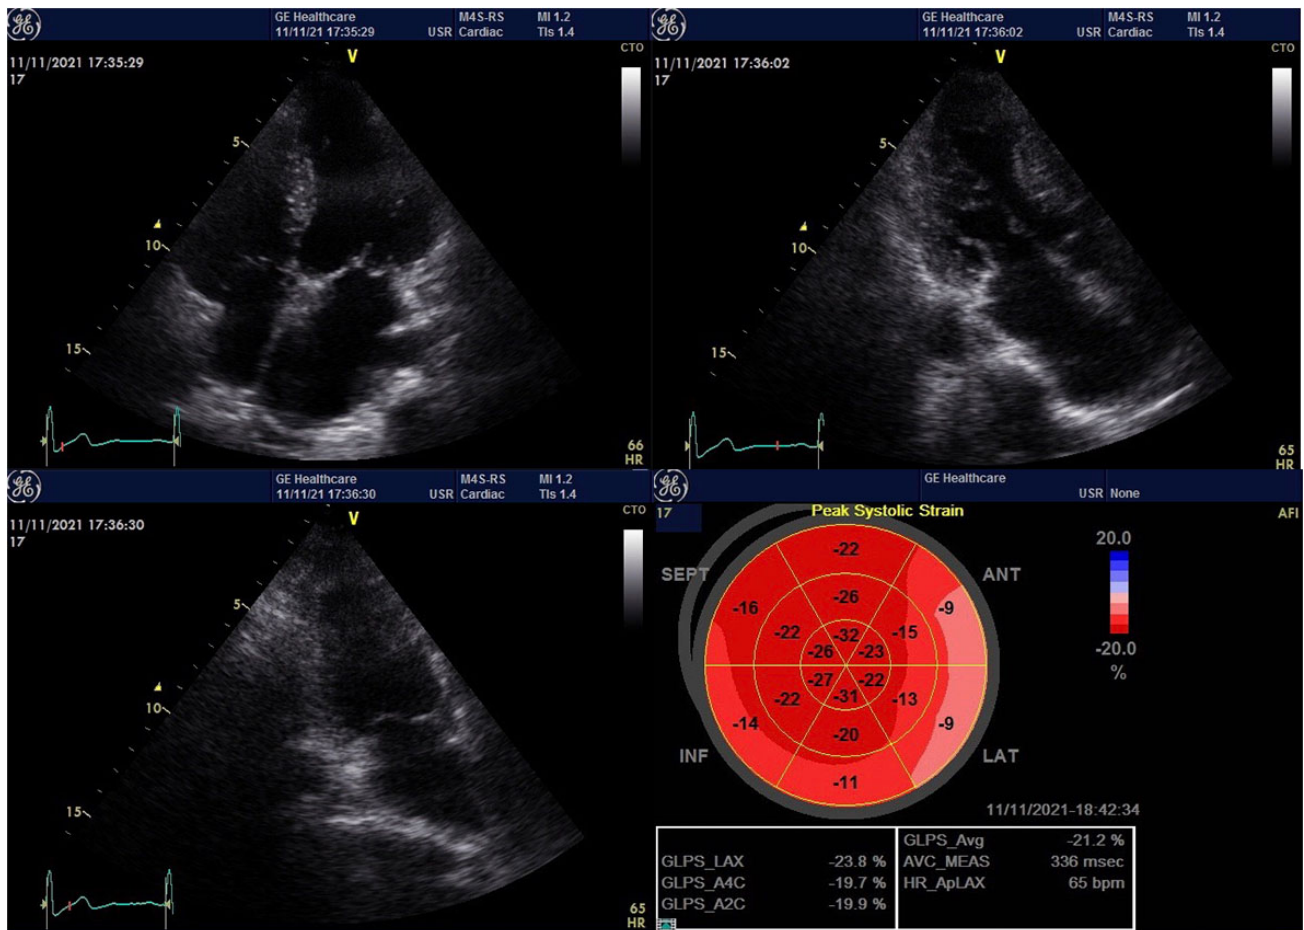 GE Healthcare M4S-RS MI 1.2
11/11/21 17:35:29 USR Cardiac TIs 1.4
CTO
V
11/11/2021 17:35:29
17
5
10
15
66
HR
GE Healthcare M4S-RS MI 1.2
11/11/21 17:36:02 USR Cardiac TIs 1.4
CTO
V
11/11/2021 17:36:02
17
5
10
15
65
HR
GE Healthcare M4S-RS MI 1.2
11/11/21 17:36:30 USR Cardiac TIs 1.4
CTO
V
11/11/2021 17:36:30
17
5
10
15
65
HR
GE Healthcare
USR None
17 Peak Systolic Strain AFI
20.0
-20.0
%
SEPT ANT
INF LAT
-22
-26
-16 -9
-22 -32 -15
-26 -23
-27 -22
-22 -31 -13
-14 -9
-20
-11
11/11/2021-18:42:34
GLPS_LAX -23.8 %
GLPS_A4C -19.7 %
GLPS_A2C -19.9 %
GLPS_Avg -21.2 %
AVC_MEAS 336 msec
HR_ApLAX 65 bpm